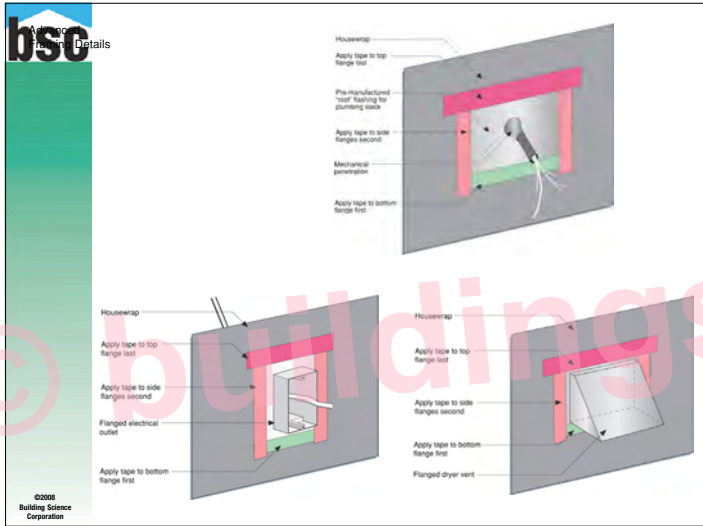 bsc
Advanced
Framing Details
Housewrap
Apply tape to top
flange last
Pre-manufactured
"roof" flashing for
plumbing stack
Apply tape to side
flanges second
Mechanical
penetration
Apply tape to bottom
flange first
Housewrap
Apply tape to top
flange last
Apply tape to side
flanges second
Flanged electrical
outlet
Apply tape to bottom
flange first
Housewrap
Apply tape to top
flange last
Apply tape to side
flanges second
Apply tape to bottom
flange first
Flanged dryer vent
© buildings
©2008
Building Science
Corporation